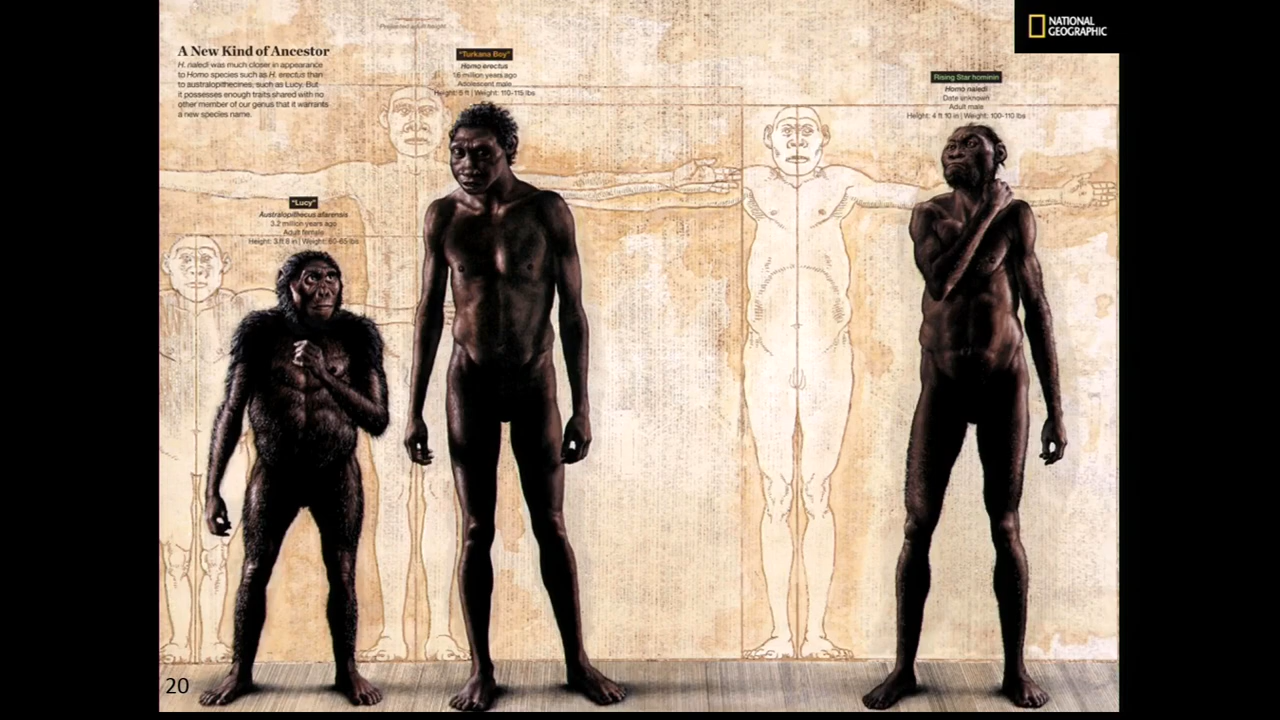 NATIONAL
GEOGRAPHIC
Projected adult height
A New Kind of Ancestor
H. naledi was much closer in appearance
to Homo species such as H. erectus than
to australopithecines, such as Lucy. But
it possesses enough traits shared with no
other member of our genus that it warrants
a new species name.
"Turkana Boy"
Homo erectus
1.6 million years ago
Adolescent male
Height: 5 ft | Weight: 110-115 lbs
Rising Star hominin
Homo naledi
Date unknown
Adult male
Height: 4 ft 10 in | Weight: 100-110 lbs
"Lucy"
Australopithecus afarensis
3.2 million years ago
Adult female
Height: 3 ft 8 in | Weight: 60-65 lbs
20